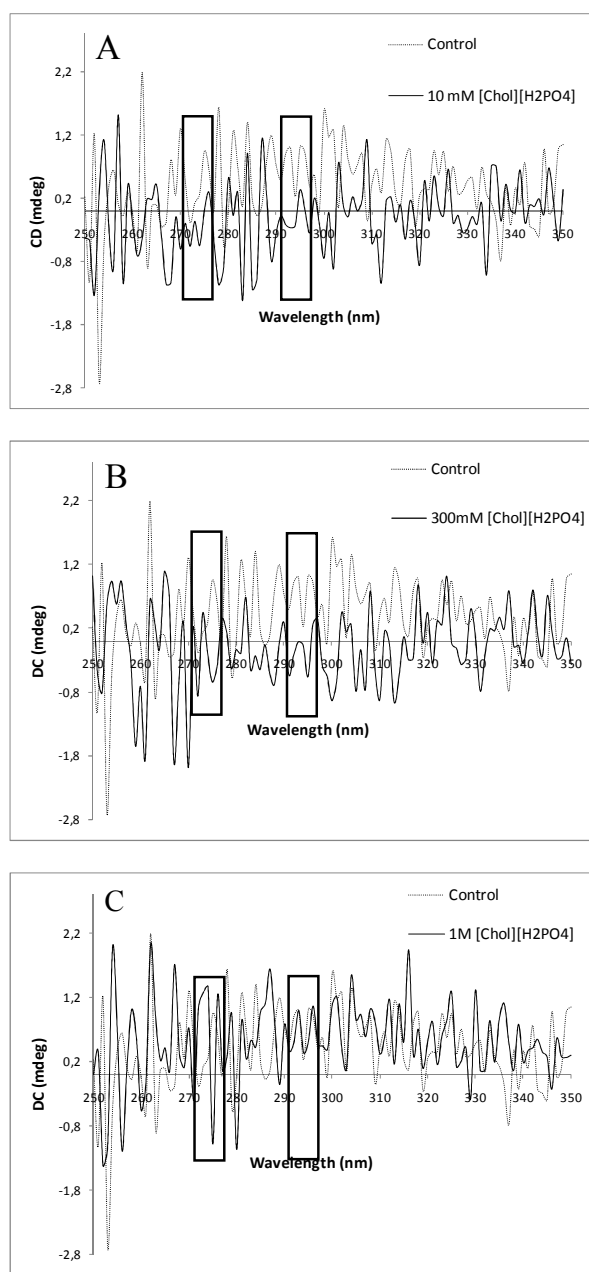 A
Control
10 mM [Chol][H2PO4]
2,2
1,2
0,2
-0,8
-1,8
-2,8
CD (mdeg)
250 260 270 280 290 300 310 320 330 340 350
Wavelength (nm)
B
Control
300mM [Chol][H2PO4]
2,2
1,2
0,2
-0,8
-1,8
-2,8
DC (mdeg)
250 260 270 280 290 300 310 320 330 340 350
Wavelength (nm)
C
Control
1M [Chol][H2PO4]
2,2
1,2
0,2
-0,8
-1,8
-2,8
DC (mdeg)
250 260 270 280 290 300 310 320 330 340 350
Wavelength (nm)